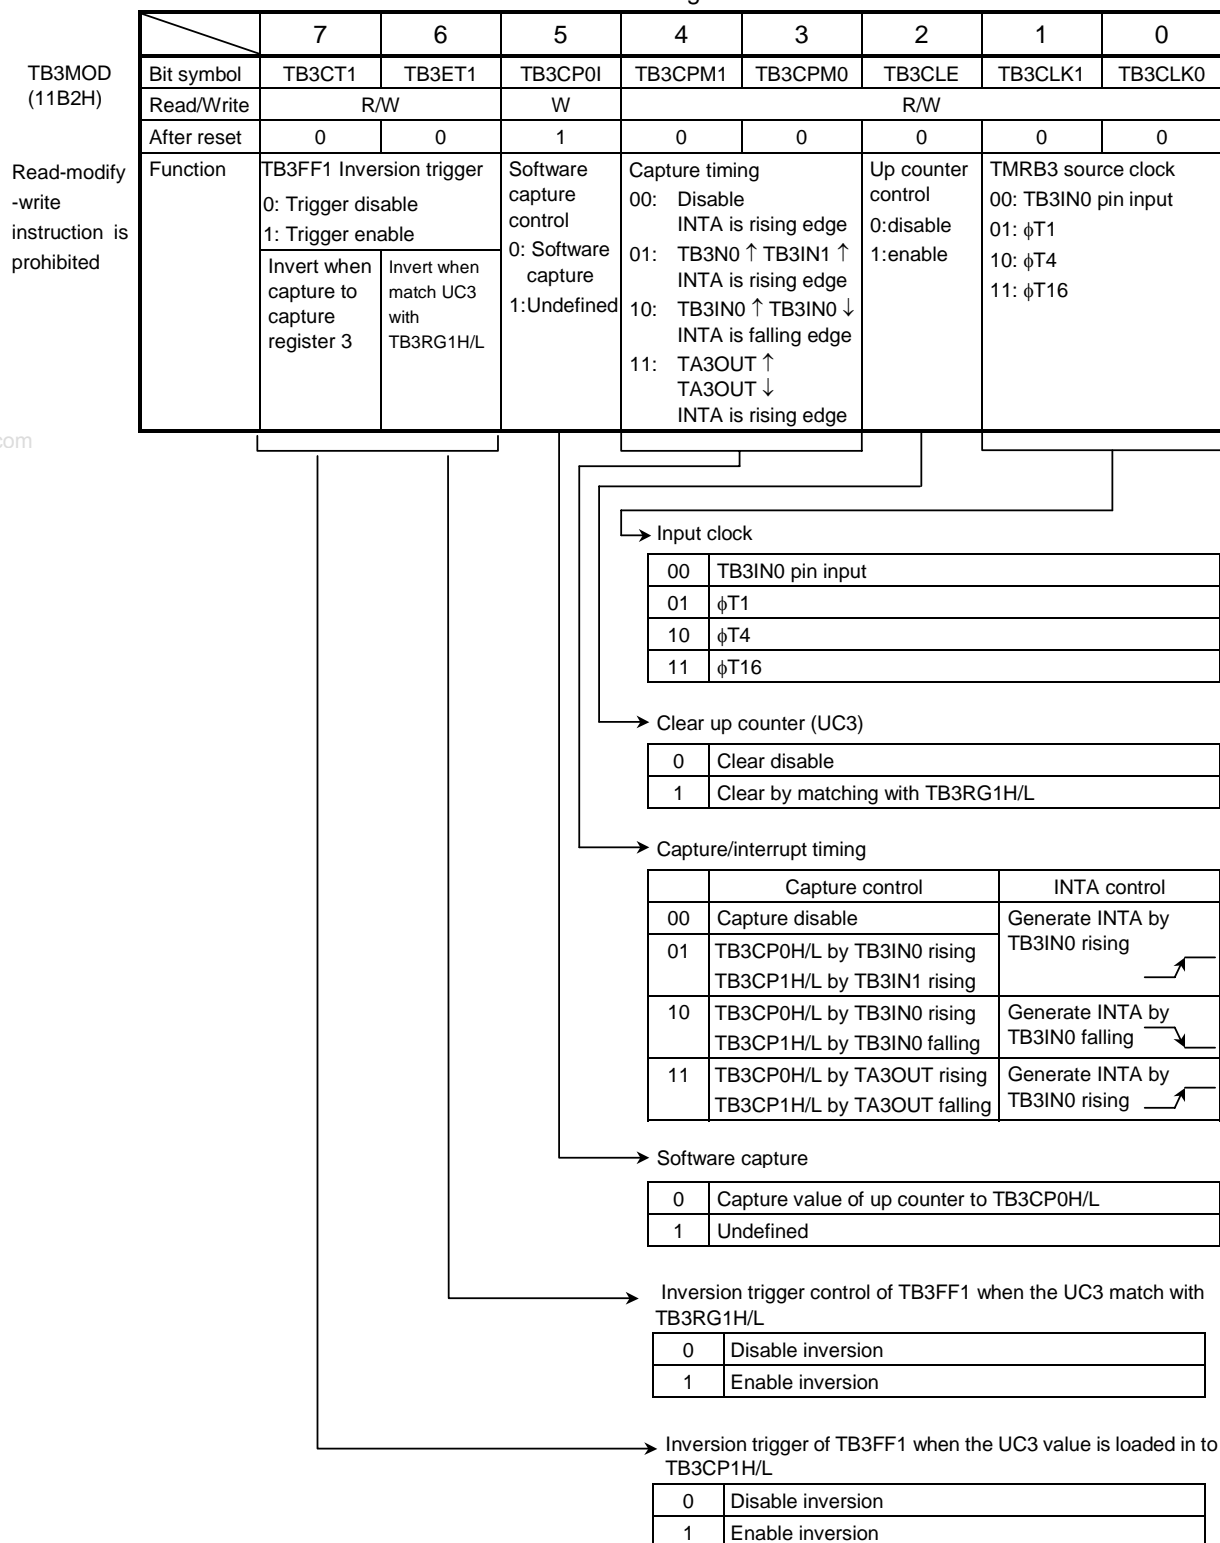 7 6 5 4 3 2 1 0
TB3MOD
(11B2H)
Bit symbol TB3CT1 TB3ET1 TB3CP0I TB3CPM1 TB3CPM0 TB3CLE TB3CLK1 TB3CLK0
Read/Write R/W W R/W
After reset 0 0 1 0 0 0 0 0
Read-modify
-write
instruction is
prohibited
Function
TB3FF1 Inversion trigger
0: Trigger disable
1: Trigger enable
Invert when
capture to
capture
register 3
Invert when
match UC3
with
TB3RG1H/L
Software
capture
control
0: Software
capture
1:Undefined
Capture timing
00: Disable
INTA is rising edge
01: TB3N0 ↑ TB3IN1 ↑
INTA is rising edge
10: TB3IN0 ↑ TB3IN0 ↓
INTA is falling edge
11: TA3OUT ↑
TA3OUT ↓
INTA is rising edge
Up counter
control
0:disable
1:enable
TMRB3 source clock
00: TB3IN0 pin input
01: ϕT1
10: ϕT4
11: ϕT16
com
Input clock
00 TB3IN0 pin input
01 ϕT1
10 ϕT4
11 ϕT16
Clear up counter (UC3)
0 Clear disable
1 Clear by matching with TB3RG1H/L
Capture/interrupt timing
Capture control INTA control
00 Capture disable
01 TB3CP0H/L by TB3IN0 rising
TB3CP1H/L by TB3IN1 rising
Generate INTA by
TB3IN0 rising
10 TB3CP0H/L by TB3IN0 rising
TB3CP1H/L by TB3IN0 falling
Generate INTA by
TB3IN0 falling
11 TB3CP0H/L by TA3OUT rising
TB3CP1H/L by TA3OUT falling
Generate INTA by
TB3IN0 rising
Software capture
0 Capture value of up counter to TB3CP0H/L
1 Undefined
Inversion trigger control of TB3FF1 when the UC3 match with
TB3RG1H/L
0 Disable inversion
1 Enable inversion
Inversion trigger of TB3FF1 when the UC3 value is loaded in to
TB3CP1H/L
0 Disable inversion
1 Enable inversion